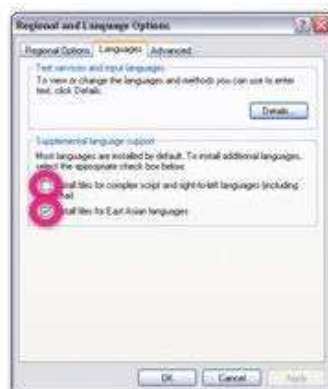 Regional and Language Options
Regional Options
Languages
Advanced
Text services and input languages
To view or change the languages and methods you can use to enter
text, click Details.
Details...
Supplemental language support
Most languages are installed by default. To install additional languages,
select the appropriate check box below.
stall files for complex script and right-to-left languages (including
stall files for East Asian languages
OK
Cancel
Apply